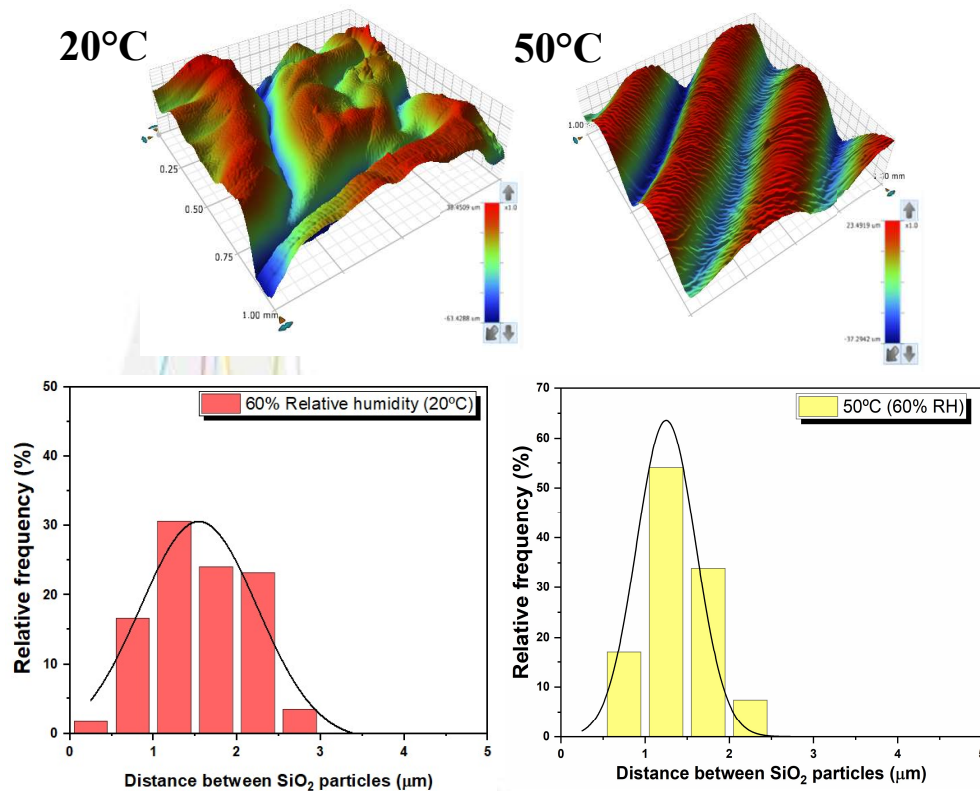 20°C
50°C
0.25
0.50
0.75
1.00 mm
x1.0
-63.4288 um
1.00
23.4919 um
x1.0
-37.2942 um
60% Relative humidity (20ºC)
Relative frequency (%)
50
40
30
20
10
0
0 1 2 3 4 5
Distance between SiO₂ particles (μm)
50ºC (60% RH)
Relative frequency (%)
70
60
50
40
30
20
10
0
0 1 2 3 4 5
Distance between SiO₂ particles (μm)